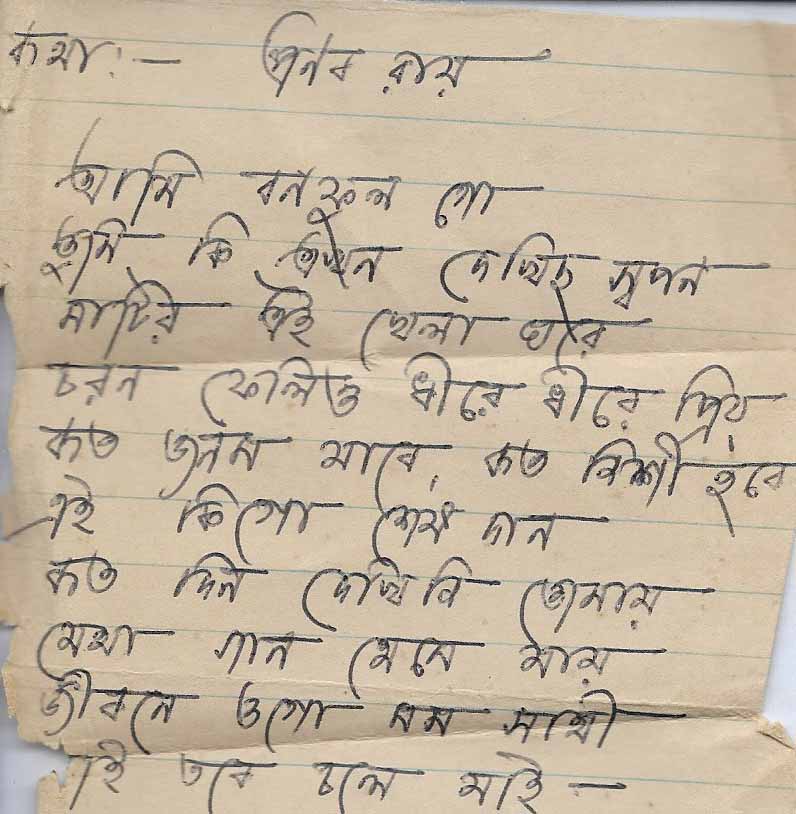 কথা:- প্রনব রায়
আমি বনফুল গো
তুমি কি এখন দেখিছ স্বপন
মাটির এই খেলা ঘরে
চরন ফেলিও ধীরে ধীরে প্রিয়
কত জনম যাবে, কত নিশী হবে
এই কিগো শেষ দান
কত দিন দেখিনি তোমায়
যেথা গান থেমে যায়
জীবনে ওগো মম সাথী
তবে চলে যাই -